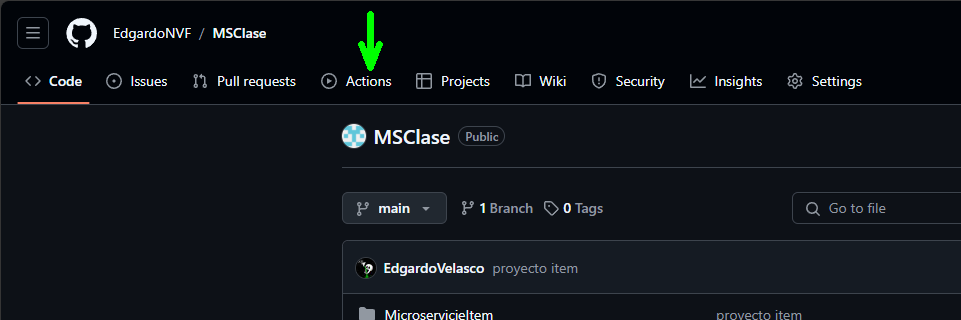 EdgardoNVF / MSClase
Code Issues Pull requests Actions Projects Wiki Security Insights Settings
MSClase Public
main 1 Branch 0 Tags Go to file
EdgardoVelasco proyecto item
MicroservicieItem proyecto item